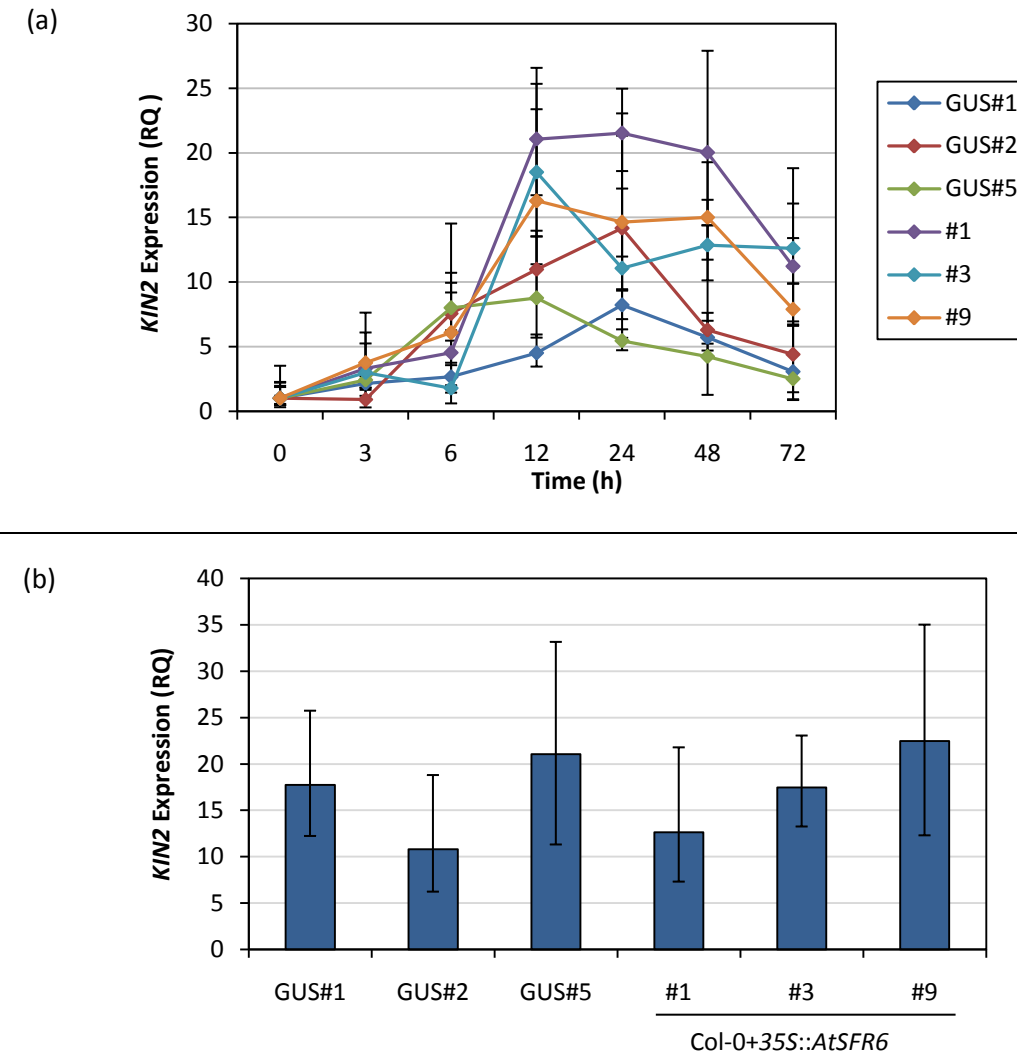 (a)
KIN2 Expression (RQ)
30
25
20
15
10
5
0
0 3 6 12 24 48 72
Time (h)
GUS#1
GUS#2
GUS#5
#1
#3
#9
(b)
KIN2 Expression (RQ)
40
35
30
25
20
15
10
5
0
GUS#1 GUS#2 GUS#5 #1 #3 #9
Col-0+35S::AtSFR6